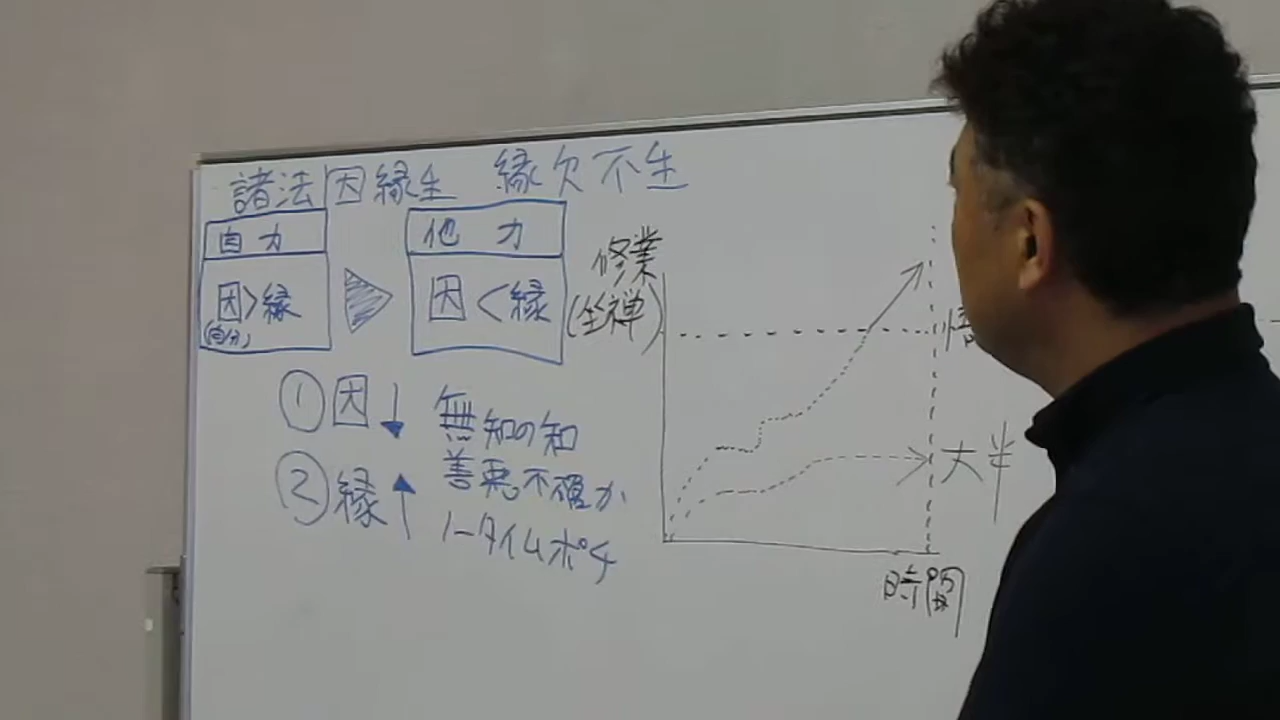 諸法因縁生 縁欠不生
自力
因>縁
(自分)
他力
因<縁
①因↓
②縁↑
無知の知
善悪不確か
ノータイムポチ
修業
(坐禅)
悟
大半
時間